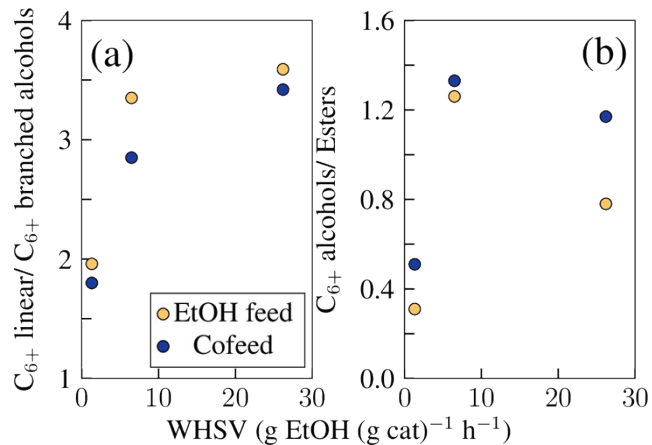 C₆₊ linear/ C₆₊ branched alcohols
4
3
2
1
(a)
EtOH feed
Cofeed
0
10
20
30
C₆₊ alcohols/ Esters
1.6
1.2
0.8
0.4
0.0
(b)
0
10
20
30
WHSV (g EtOH (g cat)⁻¹ h⁻¹)